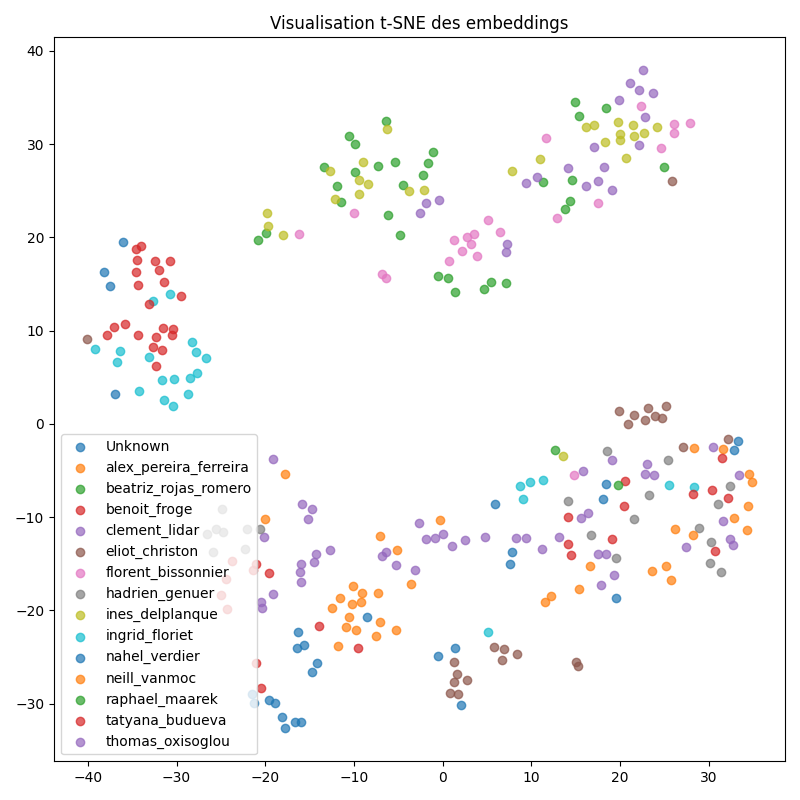 Visualisation t-SNE des embeddings
40
30
20
10
0
−10
−20
−30
Unknown
alex_pereira_ferreira
beatriz_rojas_romero
benoit_froge
clement_lidar
eliot_christon
florent_bissonnier
hadrien_genuer
ines_delplanque
ingrid_floriet
nahel_verdier
neill_vanmoc
raphael_maarek
tatyana_budueva
thomas_oxisoglou
−40 −30 −20 −10 0 10 20 30